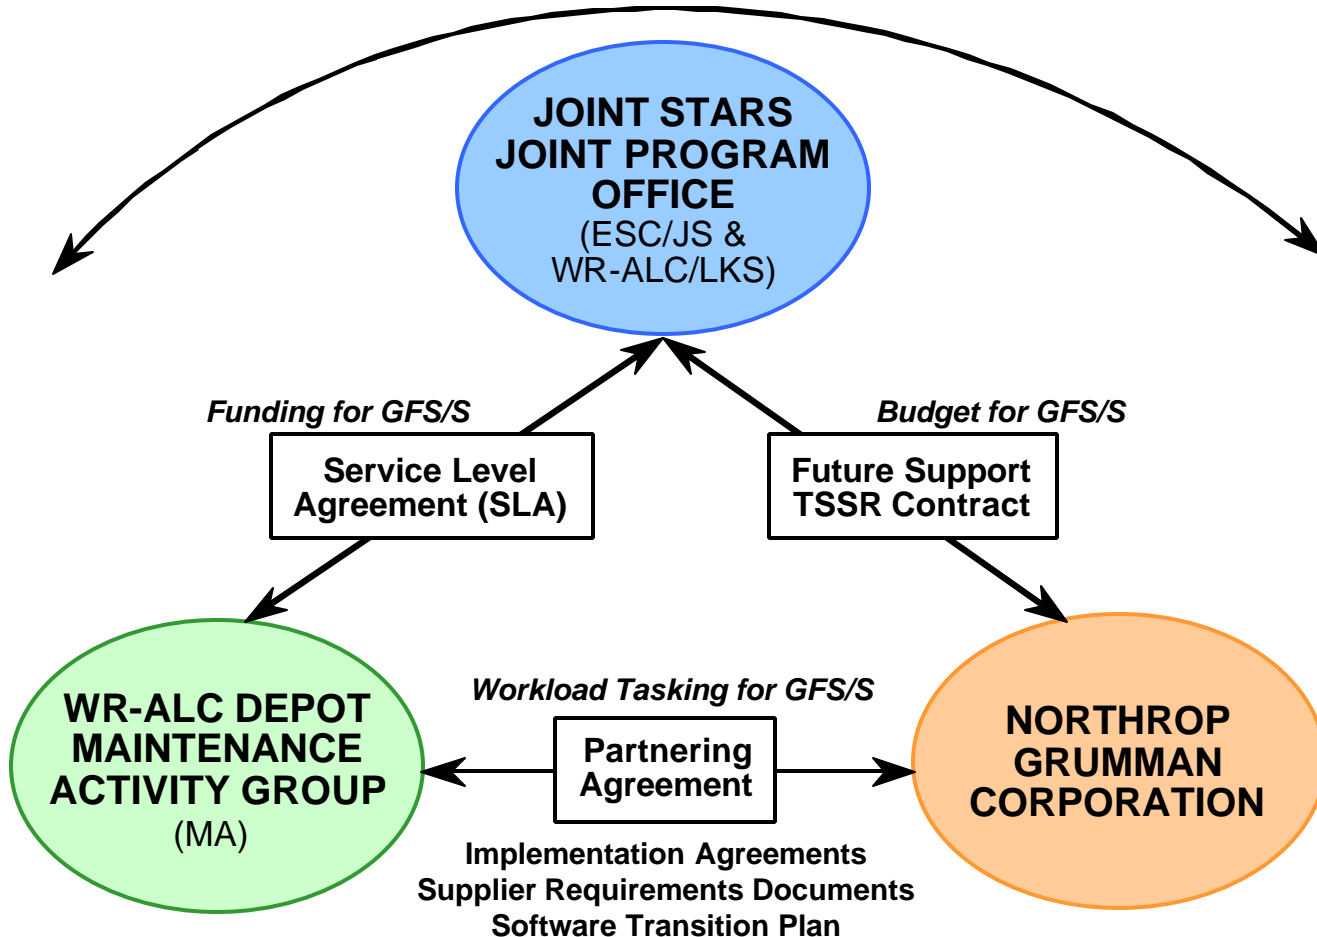 JOINT STARS
JOINT PROGRAM
OFFICE
(ESC/JS &
WR-ALC/LKS)
Funding for GFS/S
Budget for GFS/S
Service Level
Agreement (SLA)
Future Support
TSSR Contract
WR-ALC DEPOT
MAINTENANCE
ACTIVITY GROUP
(MA)
Workload Tasking for GFS/S
Partnering
Agreement
NORTHROP
GRUMMAN
CORPORATION
Implementation Agreements
Supplier Requirements Documents
Software Transition Plan